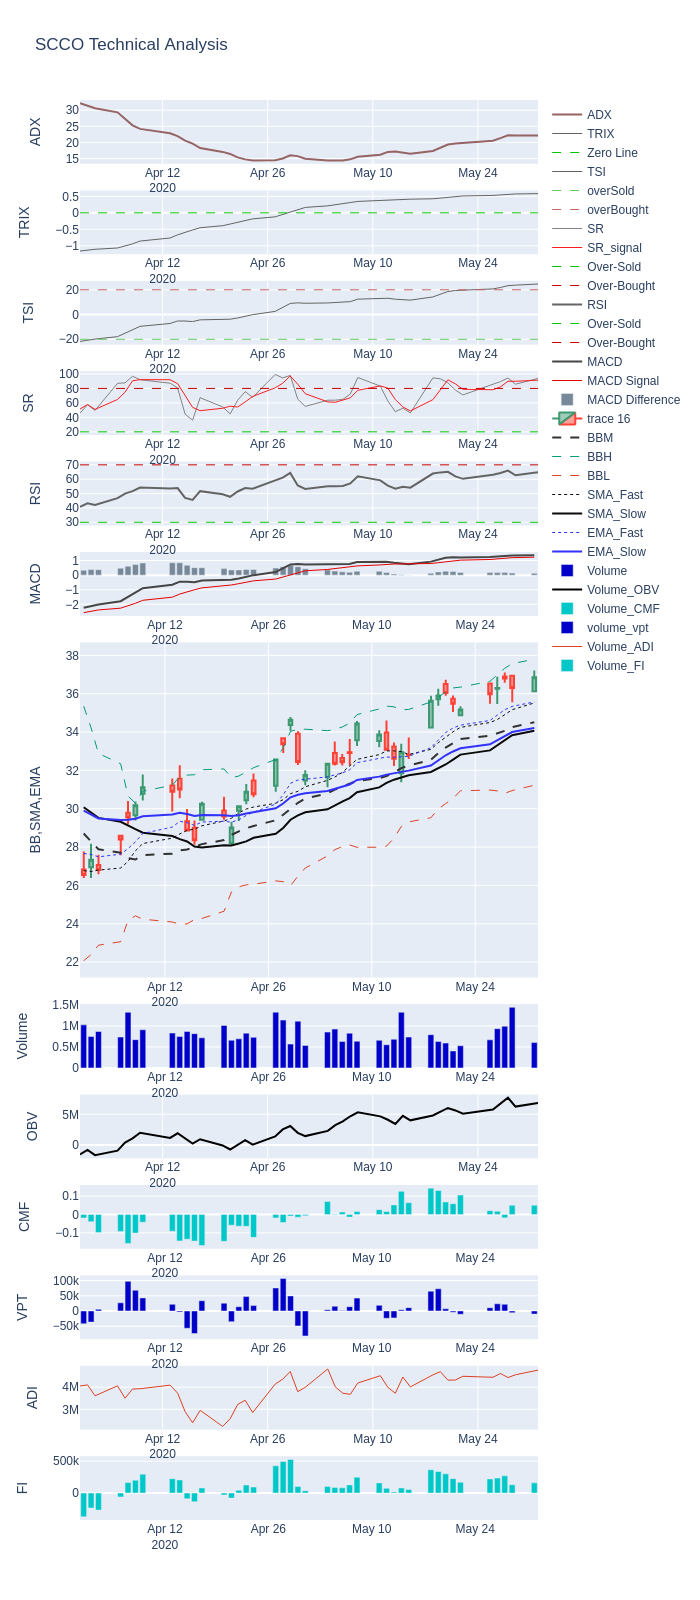 SCCO Technical Analysis
ADX
30
25
20
15
Apr 12
2020
Apr 26
May 10
May 24
TRIX
0.5
0
−0.5
−1
Apr 12
2020
Apr 26
May 10
May 24
TSI
20
0
−20
Apr 12
2020
Apr 26
May 10
May 24
SR
100
80
60
40
20
Apr 12
2020
Apr 26
May 10
May 24
RSI
70
60
50
40
30
Apr 12
2020
Apr 26
May 10
May 24
MACD
1
0
−1
−2
Apr 12
2020
Apr 26
May 10
May 24
BB,SMA,EMA
38
36
34
32
30
28
26
24
22
Apr 12
2020
Apr 26
May 10
May 24
Volume
1.5M
1M
0.5M
0
Apr 12
2020
Apr 26
May 10
May 24
OBV
5M
0
Apr 12
2020
Apr 26
May 10
May 24
CMF
0.1
0
−0.1
Apr 12
2020
Apr 26
May 10
May 24
VPT
100k
50k
0
−50k
Apr 12
2020
Apr 26
May 10
May 24
ADI
4M
3M
Apr 12
2020
Apr 26
May 10
May 24
FI
500k
0
Apr 12
2020
Apr 26
May 10
May 24
ADX
TRIX
Zero Line
TSI
overSold
overBought
SR
SR_signal
Over-Sold
Over-Bought
RSI
Over-Sold
Over-Bought
MACD
MACD Signal
MACD Difference
trace 16
BBM
BBH
BBL
SMA_Fast
SMA_Slow
EMA_Fast
EMA_Slow
Volume
Volume_OBV
Volume_CMF
volume_vpt
Volume_ADI
Volume_FI